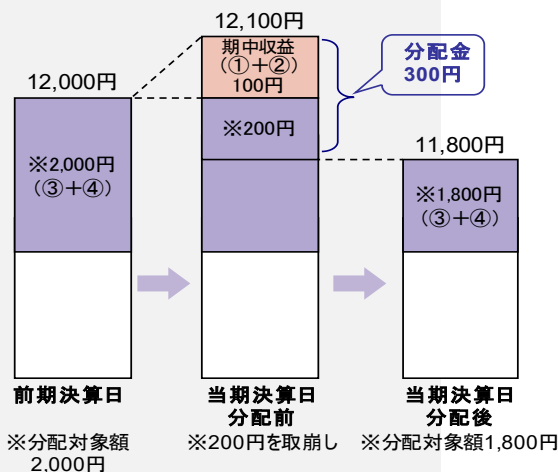 12,100円
期中収益
(①+②)
100円
分配金
300円
12,000円
※200円
11,800円
※2,000円
(③+④)
※1,800円
(③+④)
前期決算日
当期決算日
分配前
当期決算日
分配後
※分配対象額
2,000円
※200円を取崩し
※分配対象額1,800円